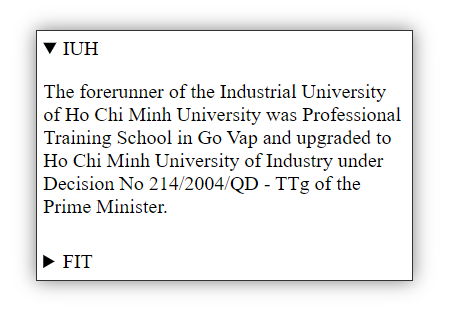 ▼ IUH
The forerunner of the Industrial University
of Ho Chi Minh University was Professional
Training School in Go Vap and upgraded to
Ho Chi Minh University of Industry under
Decision No 214/2004/QD - TTg of the
Prime Minister.
▶ FIT